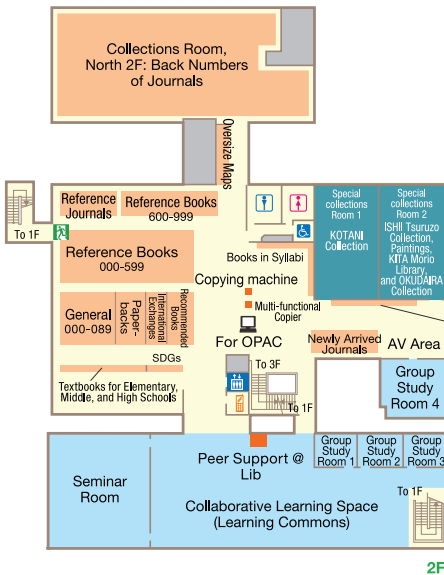 Collections Room,
North 2F: Back Numbers
of Journals
Oversize Maps
Reference
Journals
Reference Books
600-999
To 1F
Reference Books
000-599
Special
collections
Room 1
KOTANI
Collection
Special
collections
Room 2
ISHII Tsuruzo
Collection,
Paintings,
KITA Morio
Library,
and OKUDAIRA
Collection
Books in Syllabi
Copying machine
Multi-functional
Copier
For OPAC
General
000-089
Paper-
backs
International
Exchanges
Recommended
Books
SDGs
Textbooks for Elementary,
Middle, and High Schools
Newly Arrived
Journals
AV Area
To 3F
To 1F
Group
Study
Room 4
Peer Support @
Lib
Group
Study
Room 1
Group
Study
Room 2
Group
Study
Room 3
Seminar
Room
Collaborative Learning Space
(Learning Commons)
To 1F
2F